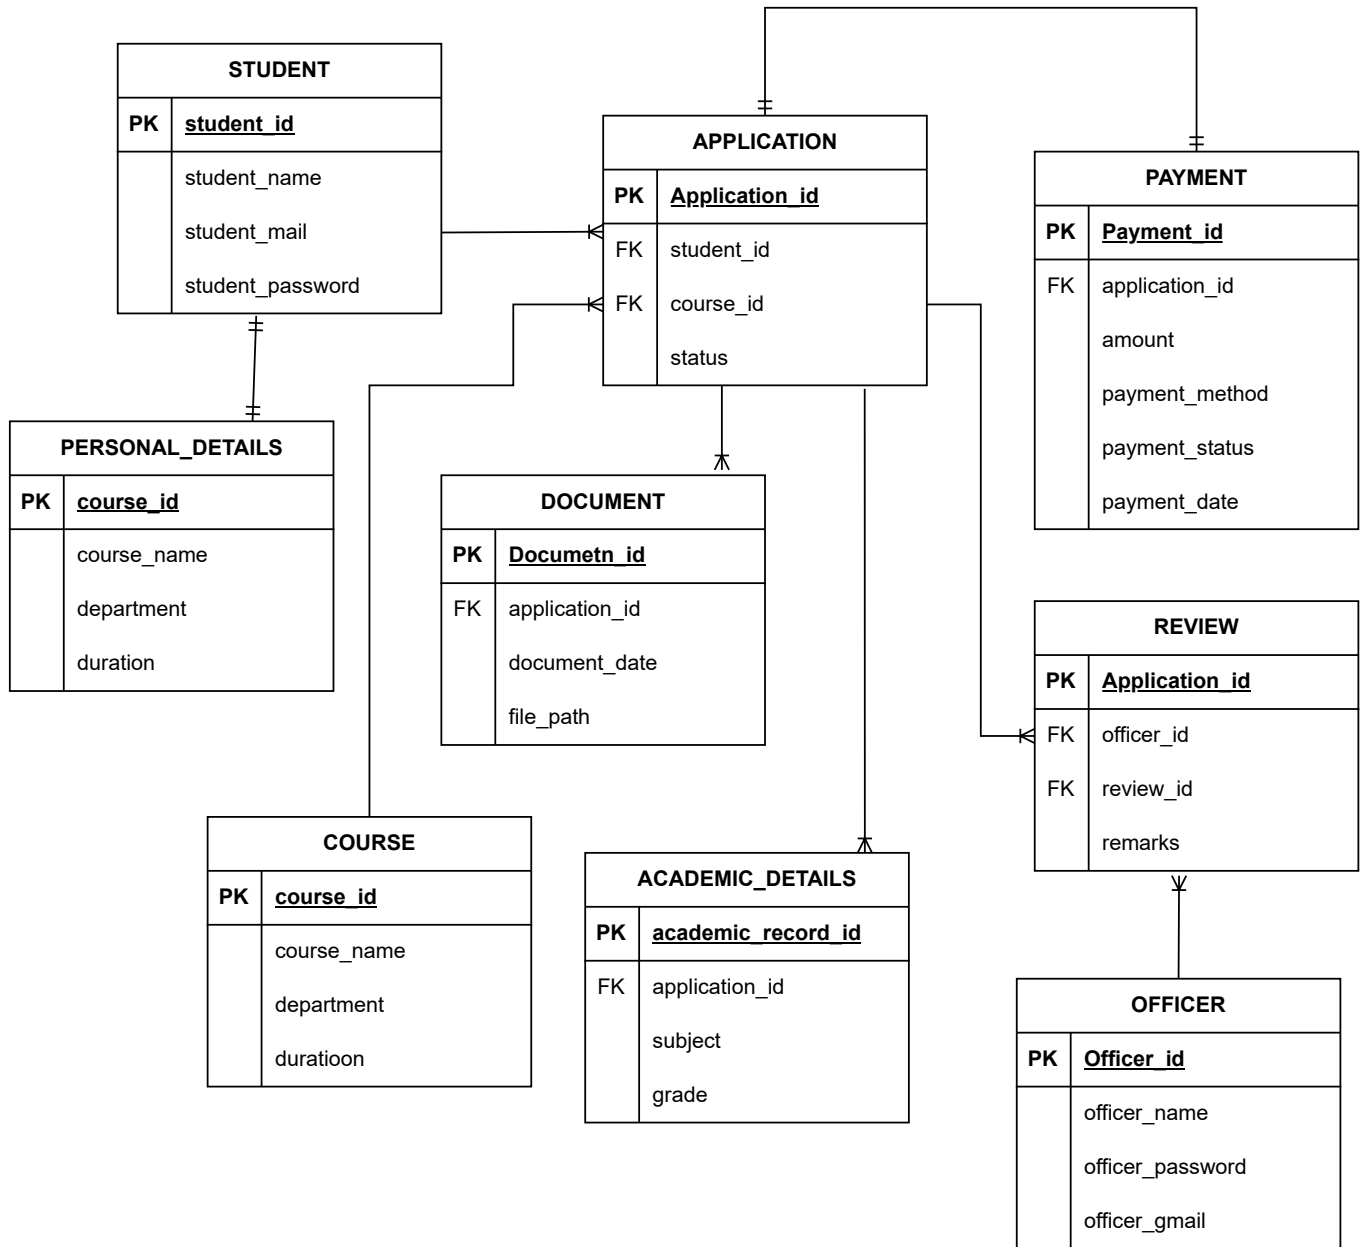 STUDENT
PK student_id
student_name
student_mail
student_password
APPLICATION
PK Application_id
FK student_id
FK course_id
status
PAYMENT
PK Payment_id
FK application_id
amount
payment_method
payment_status
payment_date
PERSONAL_DETAILS
PK course_id
course_name
department
duration
DOCUMENT
PK Documetn_id
FK application_id
document_date
file_path
REVIEW
PK Application_id
FK officer_id
FK review_id
remarks
COURSE
PK course_id
course_name
department
duratioon
ACADEMIC_DETAILS
PK academic_record_id
FK application_id
subject
grade
OFFICER
PK Officer_id
officer_name
officer_password
officer_gmail